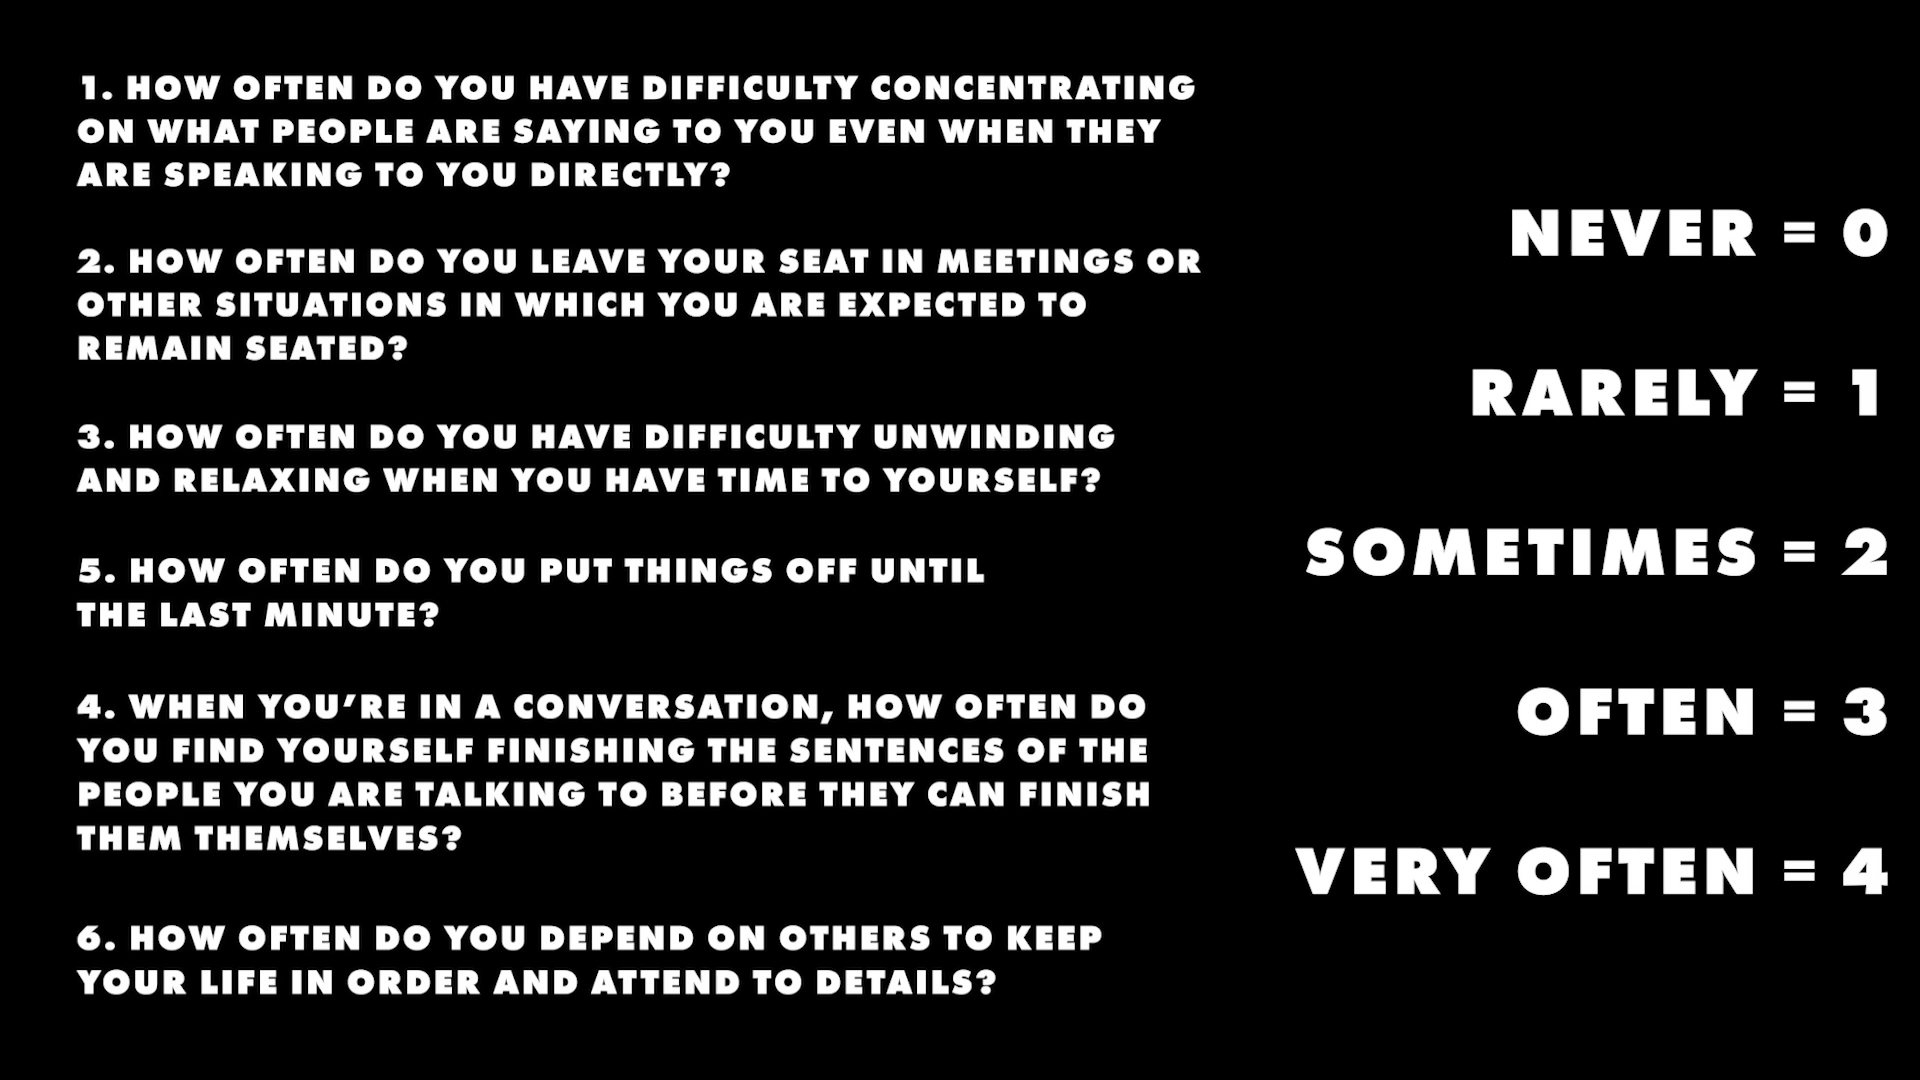 1. HOW OFTEN DO YOU HAVE DIFFICULTY CONCENTRATING
ON WHAT PEOPLE ARE SAYING TO YOU EVEN WHEN THEY
ARE SPEAKING TO YOU DIRECTLY?
2. HOW OFTEN DO YOU LEAVE YOUR SEAT IN MEETINGS OR
OTHER SITUATIONS IN WHICH YOU ARE EXPECTED TO
REMAIN SEATED?
3. HOW OFTEN DO YOU HAVE DIFFICULTY UNWINDING
AND RELAXING WHEN YOU HAVE TIME TO YOURSELF?
5. HOW OFTEN DO YOU PUT THINGS OFF UNTIL
THE LAST MINUTE?
4. WHEN YOU'RE IN A CONVERSATION, HOW OFTEN DO
YOU FIND YOURSELF FINISHING THE SENTENCES OF THE
PEOPLE YOU ARE TALKING TO BEFORE THEY CAN FINISH
THEM THEMSELVES?
6. HOW OFTEN DO YOU DEPEND ON OTHERS TO KEEP
YOUR LIFE IN ORDER AND ATTEND TO DETAILS?
NEVER = 0
RARELY = 1
SOMETIMES = 2
OFTEN = 3
VERY OFTEN = 4